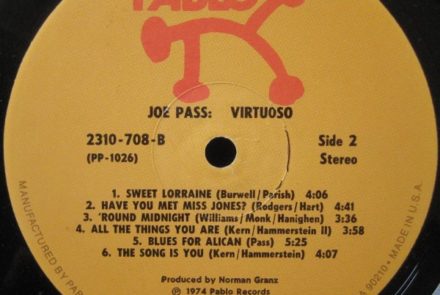 PABLO
JOE PASS: VIRTUOSO
2310-708-B
Side 2
(PP-1026)
Stereo
1. SWEET LORRAINE (Burwell/Parish) 4:06
2. HAVE YOU MET MISS JONES? (Rodgers/Hart) 4:41
3. 'ROUND MIDNIGHT (Williams/Monk/Hanighen) 3:36
4. ALL THE THINGS YOU ARE (Kern/Hammerstein II) 3:58
5. BLUES FOR ALICAN (Pass) 5:25
6. THE SONG IS YOU (Kern/Hammerstein) 4:07
Produced by Norman Granz
℗ 1974 Pablo Records
MANUFACTURED BY
90210 • MADE IN U.S.A.